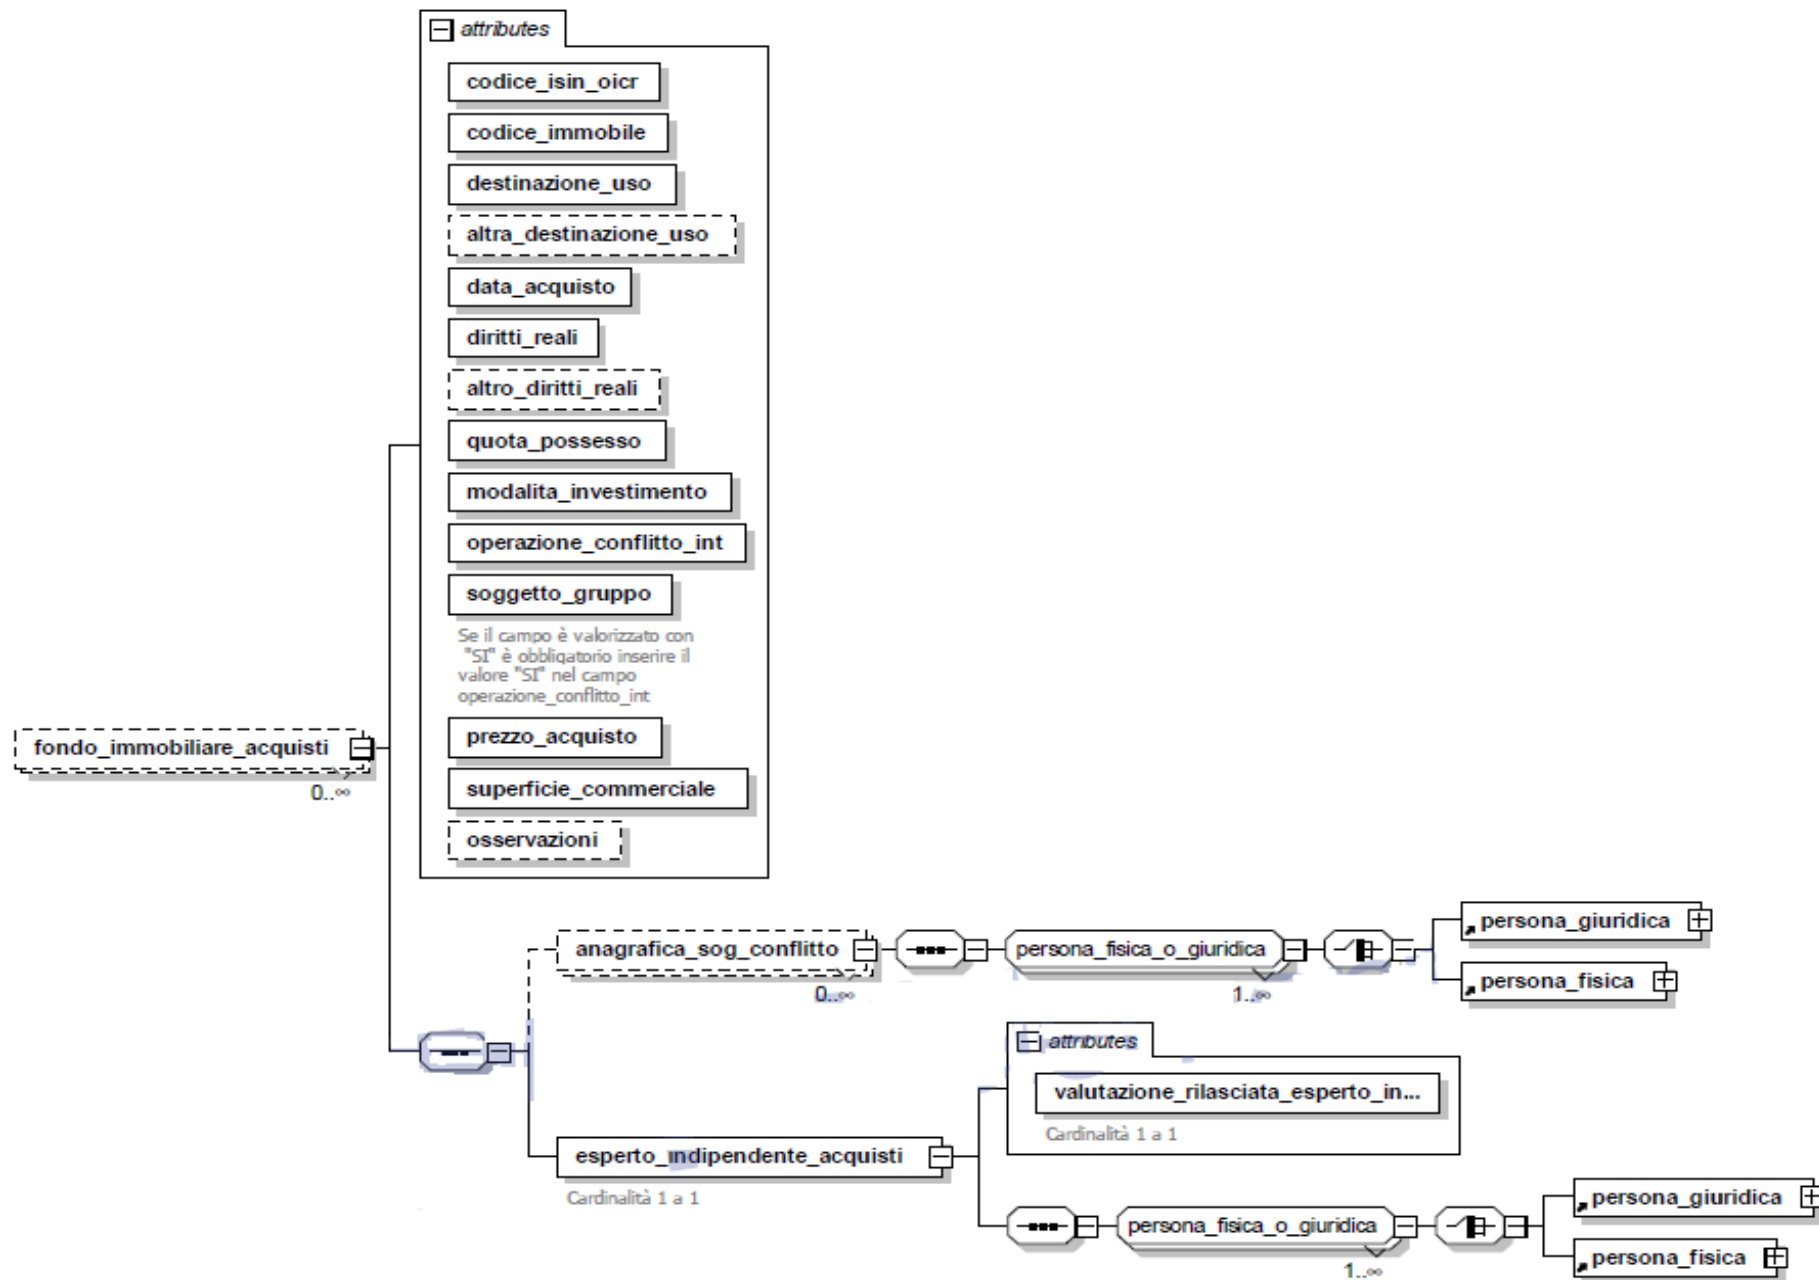 attributes
codice_isin_oicr
codice_immobile
destinazione_uso
altra_destinazione_uso
data_acquisto
diritti_reali
altro_diritti_reali
quota_possesso
modalita_investimento
operazione_conflitto_int
soggetto_gruppo
Se il campo è valorizzato con
"SI" è obbligatorio inserire il
valore "SI" nel campo
operazione_conflitto_int
prezzo_acquisto
superficie_commerciale
osservazioni
fondo_immobiliare_acquisti
0..∞
anagrafica_sog_conflitto
0..∞
persona_fisica_o_giuridica
1..∞
persona_giuridica
persona_fisica
esperto_indipendente_acquisti
Cardinalità 1 a 1
attributes
valutazione_rilasciata_esperto_in...
Cardinalità 1 a 1
persona_fisica_o_giuridica
1..∞
persona_giuridica
persona_fisica